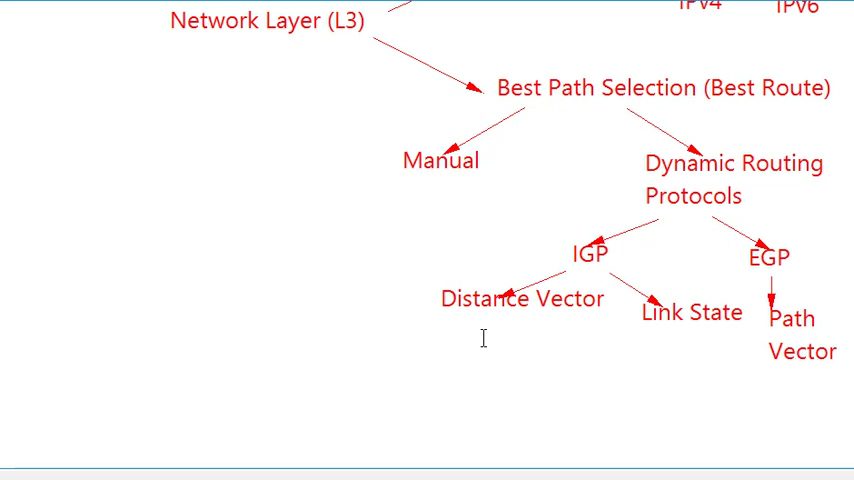 IPv4
IPv6
Network Layer (L3)
Best Path Selection (Best Route)
Manual
Dynamic Routing
Protocols
IGP
EGP
Distance Vector
Link State
Path
Vector